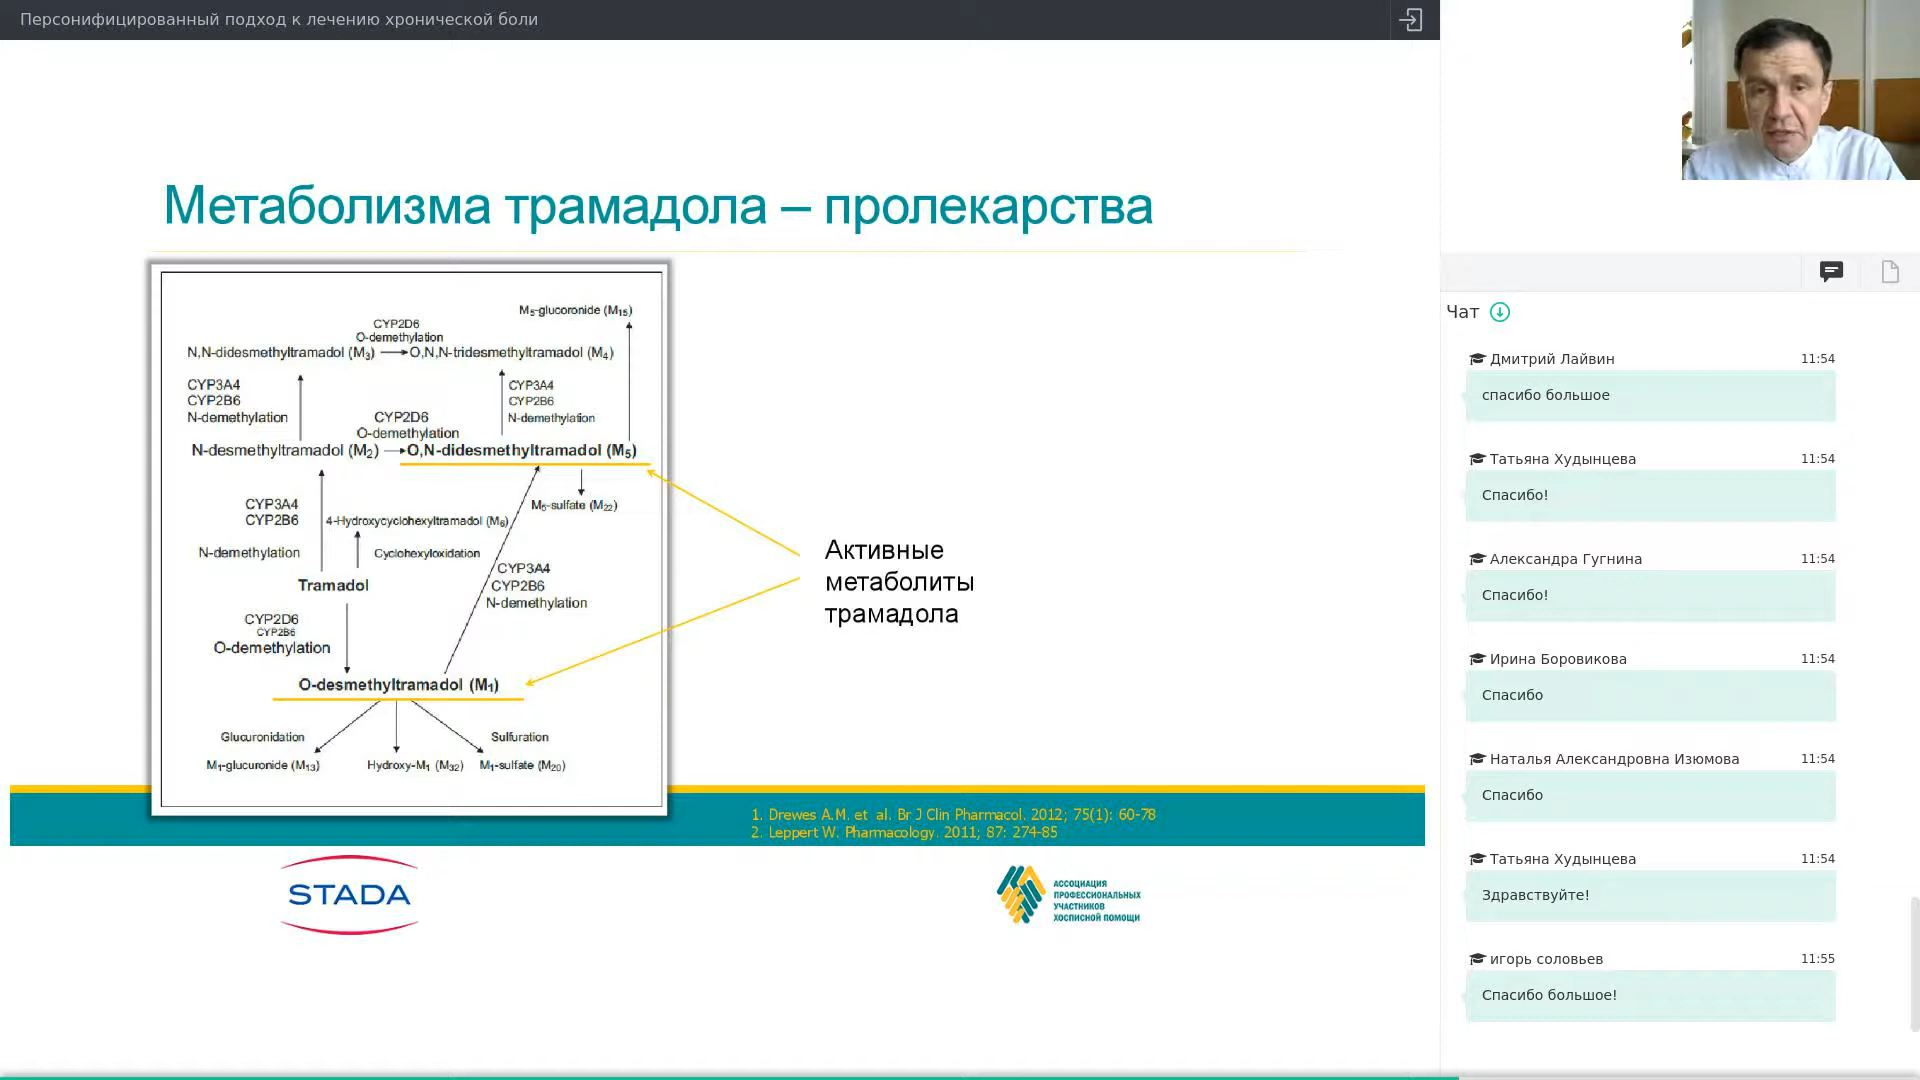 Персонифицированный подход к лечению хронической боли
Метаболизма трамадола – пролекарства
M5-glucoronide (M15)
CYP2D6
O-demethylation
N,N-didesmethyltramadol (M3)
O,N,N-tridesmethyltramadol (M4)
CYP3A4
CYP2B6
N-demethylation
CYP3A4
CYP2B6
N-demethylation
CYP2D6
O-demethylation
N-desmethyltramadol (M2)
O,N-didesmethyltramadol (M5)
CYP3A4
CYP2B6
N-demethylation
4-Hydroxycyclohexyltramadol (M6)
M5-sulfate (M22)
Cyclohexyloxidation
Tramadol
CYP3A4
CYP2B6
N-demethylation
CYP2D6
CYP2B6
O-demethylation
O-desmethyltramadol (M1)
Glucuronidation
Sulfuration
M1-glucuronide (M13)
Hydroxy-M1 (M32)
M1-sulfate (M20)
Активные
метаболиты
трамадола
1. Drewes A.M. et al. Br J Clin Pharmacol. 2012; 75(1): 60-78
2. Leppert W. Pharmacology. 2011; 87: 274-85
STADA
АССОЦИАЦИЯ
ПРОФЕССИОНАЛЬНЫХ
УЧАСТНИКОВ
ХОСПИСНОЙ ПОМОЩИ
Чат
Дмитрий Лайвин 11:54
спасибо большое
Татьяна Худынцева 11:54
Спасибо!
Александра Гугнина 11:54
Спасибо!
Ирина Боровикова 11:54
Спасибо
Наталья Александровна Изюмова 11:54
Спасибо
Татьяна Худынцева 11:54
Здравствуйте!
игорь соловьев 11:55
Спасибо большое!